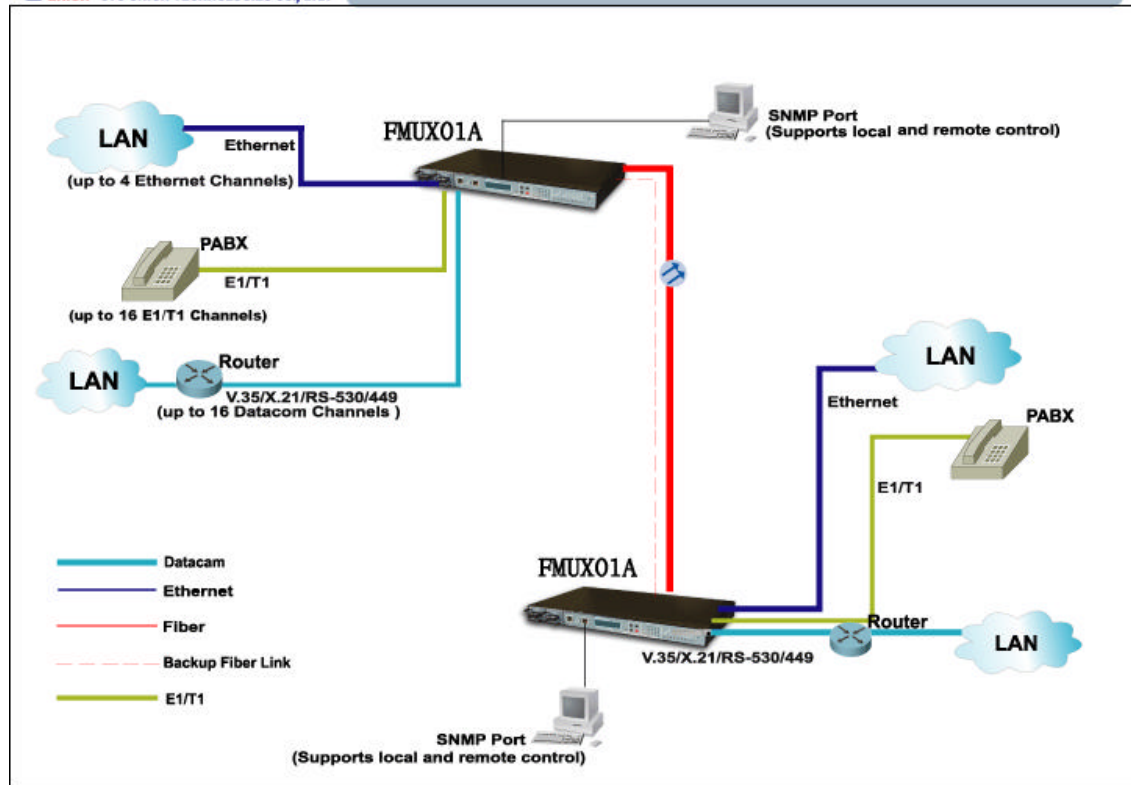 SNMP Port
(Supports local and remote control)
FMUX01A
LAN
Ethernet
(up to 4 Ethernet Channels)
PABX
E1/T1
(up to 16 E1/T1 Channels)
LAN
Router
V.35/X.21/RS-530/449
(up to 16 Datacom Channels )
LAN
Ethernet
PABX
E1/T1
FMUX01A
Router
LAN
V.35/X.21/RS-530/449
Datacam
Ethernet
Fiber
Backup Fiber Link
E1/T1
SNMP Port
(Supports local and remote control)